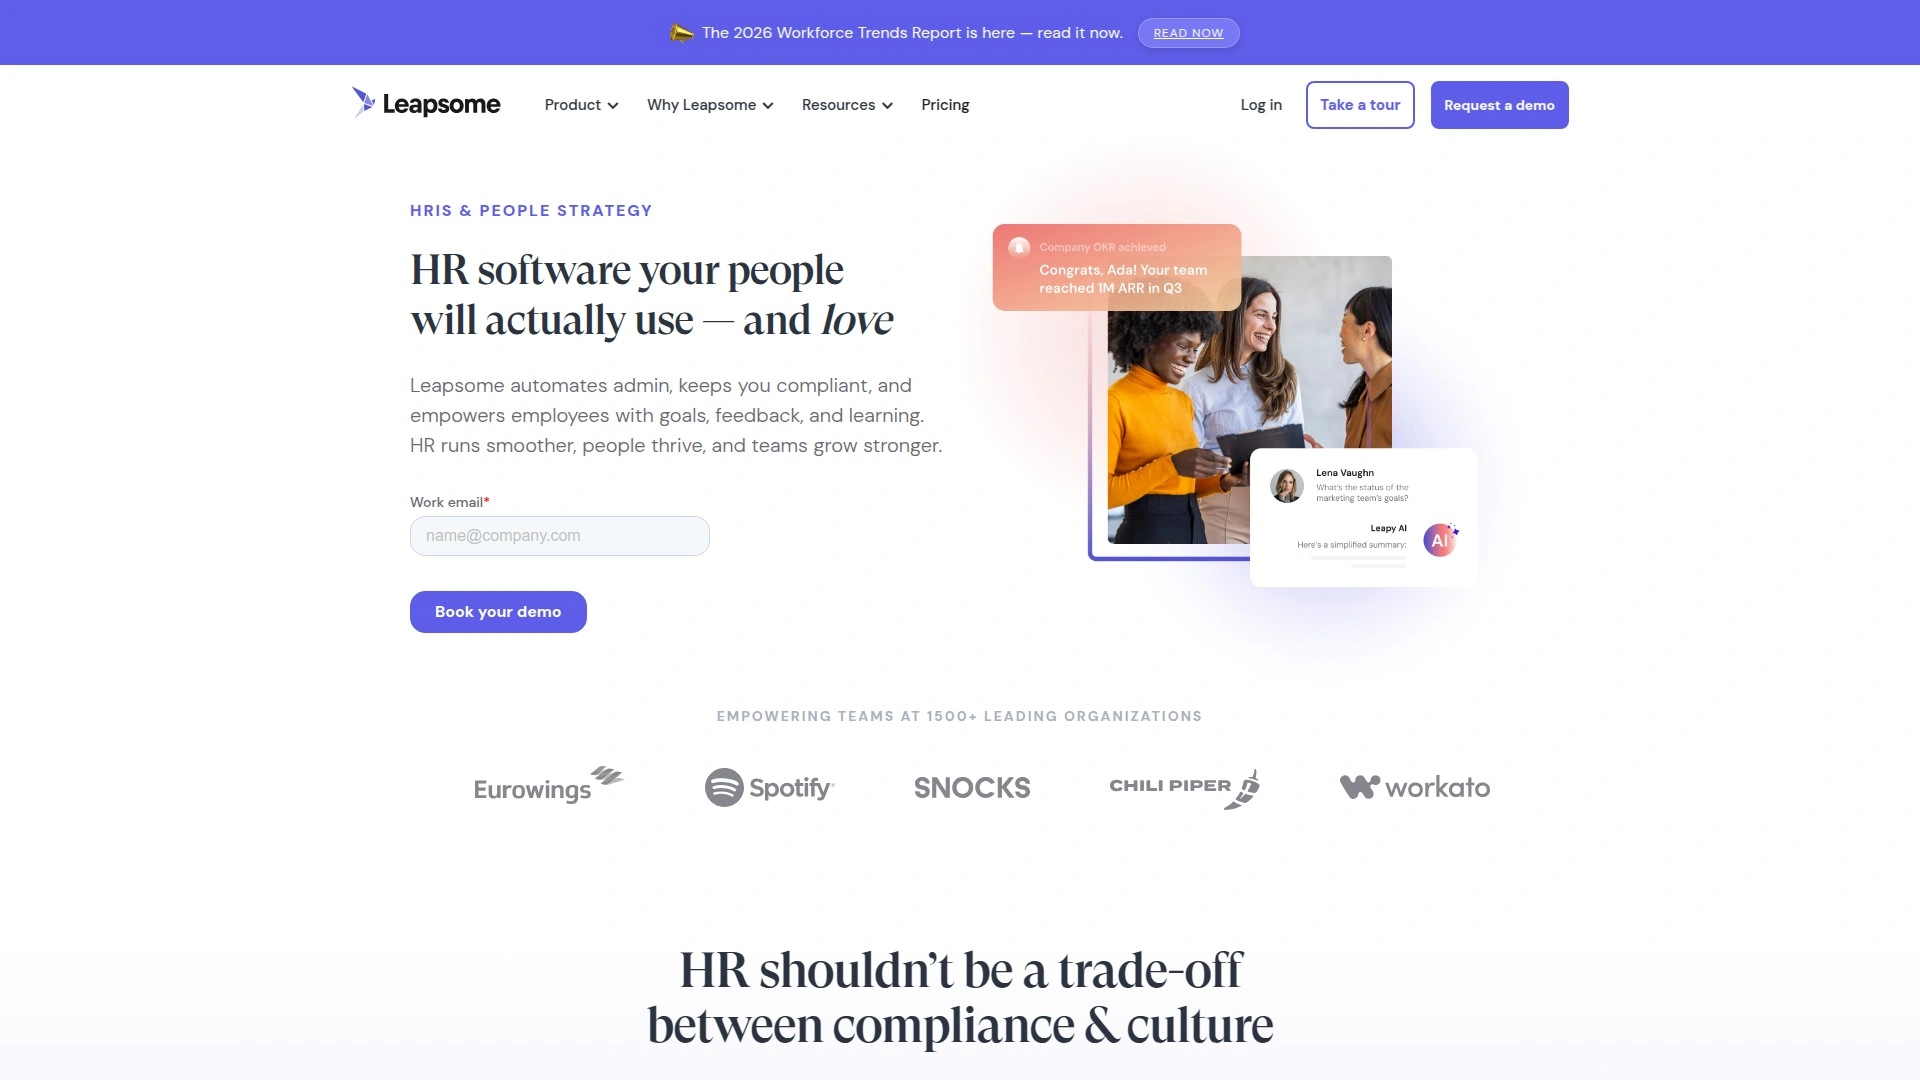 The 2026 Workforce Trends Report is here — read it now.
READ NOW
Leapsome
Product
Why Leapsome
Resources
Pricing
Log in
Take a tour
Request a demo
HRIS & PEOPLE STRATEGY
HR software your people
will actually use — and love
Leapsome automates admin, keeps you compliant, and
empowers employees with goals, feedback, and learning.
HR runs smoother, people thrive, and teams grow stronger.
Work email*
name@company.com
Book your demo
Company OKR achieved
Congrats, Ada! Your team
reached 1M ARR in Q3
Lena Vaughn
What's the status of the
marketing team's goals?
Leapy AI
Here's a simplified summary:
AI
EMPOWERING TEAMS AT 1500+ LEADING ORGANIZATIONS
Eurowings
Spotify
SNOCKS
CHILI PIPER
workato
HR shouldn’t be a trade-off
between compliance & culture